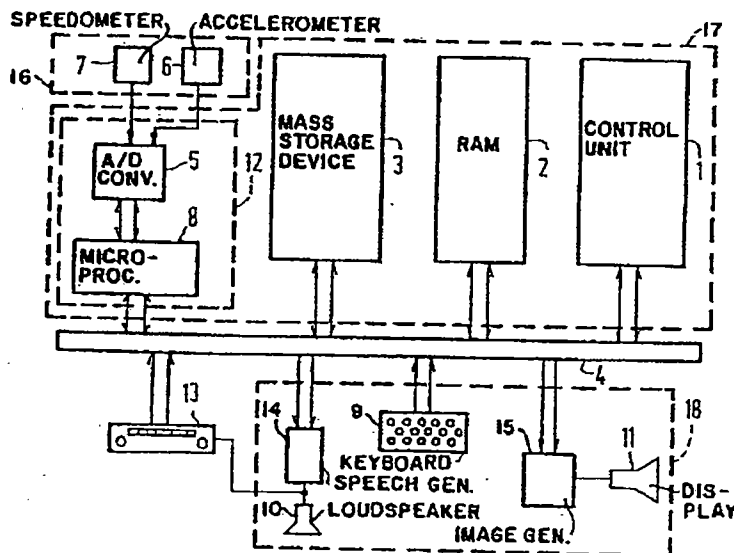 SPEEDOMETER
ACCELEROMETER
17
7
6
16
MASS
STORAGE
DEVICE
3
RAM
2
CONTROL
UNIT
1
A/D
CONV.
5
12
8
MICRO-
PROC.
4
13
14
9
15
18
11
KEYBOARD
SPEECH GEN.
DIS-
PLAY
10
LOUDSPEAKER
IMAGE GEN.